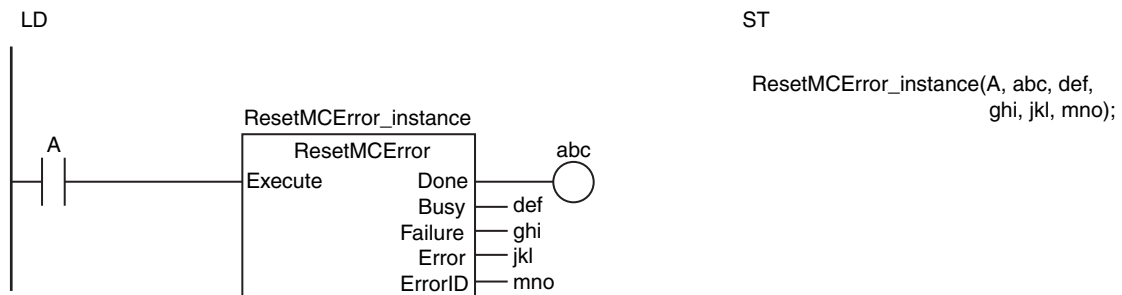 LD
ST
ResetMCError_instance(A, abc, def,
ghi, jkl, mno);
ResetMCError_instance
A
ResetMCError
abc
Execute
Done
Busy
def
Failure
ghi
Error
jkl
ErrorID
mno